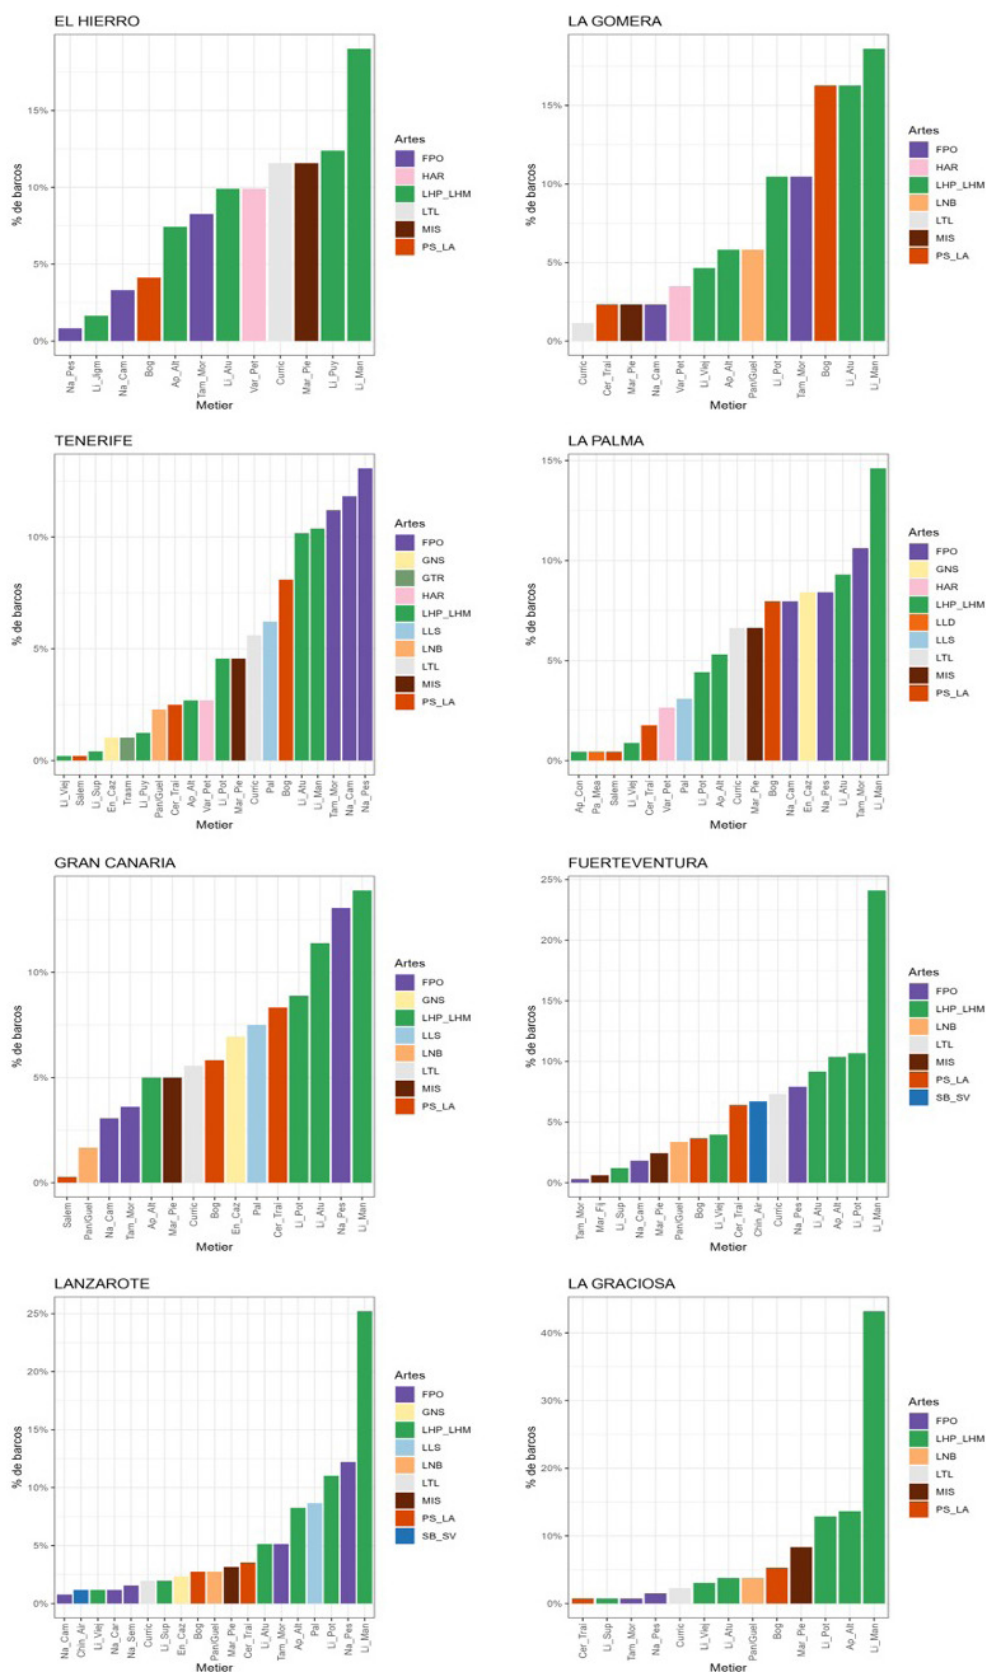 EL HIERRO
% de barcos
15%
10%
5%
0%
Na_Pes
Li_Jigm
Na_Cam
Bog
Ap_Alt
Tam_Mor
Li_Atu
Var_Pet
Curric
Mar_Pie
Li_Puy
Li_Man
Metier
Artes
FPO
HAR
LHP_LHM
LTL
MIS
PS_LA
LA GOMERA
% de barcos
15%
10%
5%
0%
Curric
Cer_Trai
Mar_Pie
Na_Cam
Var_Pet
Li_Viej
Ap_Alt
Pan/Guel
Li_Pot
Tam_Mor
Bog
Li_Atu
Li_Man
Metier
Artes
FPO
HAR
LHP_LHM
LNB
LTL
MIS
PS_LA
TENERIFE
% de barcos
10%
5%
0%
Li_Viej
Salem
Li_Sup
En_Caz
Trasm
Li_Puy
Pan/Guel
Cer_Trai
Ap_Alt
Var_Pet
Li_Pot
Mar_Pie
Curric
Pal
Bog
Li_Atu
Li_Man
Tam_Mor
Na_Cam
Na_Pes
Metier
Artes
FPO
GNS
GTR
HAR
LHP_LHM
LLS
LNB
LTL
MIS
PS_LA
LA PALMA
% de barcos
15%
10%
5%
0%
Ap_Con
Pa_Mea
Salem
Li_Viej
Cer_Trai
Var_Pet
Pal
Li_Pot
Ap_Alt
Curric
Mar_Pie
Bog
Na_Cam
En_Caz
Na_Pes
Li_Atu
Tam_Mor
Li_Man
Metier
Artes
FPO
GNS
HAR
LHP_LHM
LLD
LLS
LTL
MIS
PS_LA
GRAN CANARIA
% de barcos
10%
5%
0%
Salem
Pan/Guel
Na_Cam
Tam_Mor
Ap_Alt
Mar_Pie
Curric
Bog
En_Caz
Pal
Cer_Trai
Li_Pot
Li_Atu
Na_Pes
Li_Man
Metier
Artes
FPO
GNS
LHP_LHM
LLS
LNB
LTL
MIS
PS_LA
FUERTEVENTURA
% de barcos
25%
20%
15%
10%
5%
0%
Tam_Mor
Mar_Fij
Li_Sup
Na_Cam
Mar_Pie
Pan/Guel
Bog
Li_Viej
Cer_Trai
Chin_Air
Curric
Na_Pes
Li_Atu
Ap_Alt
Li_Pot
Li_Man
Metier
Artes
FPO
LHP_LHM
LNB
LTL
MIS
PS_LA
SB_SV
LANZAROTE
% de barcos
25%
20%
15%
10%
5%
0%
Na_Cam
Chin_Air
Li_Viej
Na_Car
Na_Sem
Curric
Li_Sup
En_Caz
Bog
Pan/Guel
Mar_Pie
Cer_Trai
Li_Atu
Tam_Mor
Ap_Alt
Pal
Li_Pot
Na_Pes
Li_Man
Metier
Artes
FPO
GNS
LHP_LHM
LLS
LNB
LTL
MIS
PS_LA
SB_SV
LA GRACIOSA
% de barcos
40%
30%
20%
10%
0%
Cer_Trai
Li_Sup
Tam_Mor
Na_Pes
Curric
Li_Viej
Li_Atu
Pan/Guel
Bog
Mar_Pie
Li_Pot
Ap_Alt
Li_Man
Metier
Artes
FPO
LHP_LHM
LNB
LTL
MIS
PS_LA